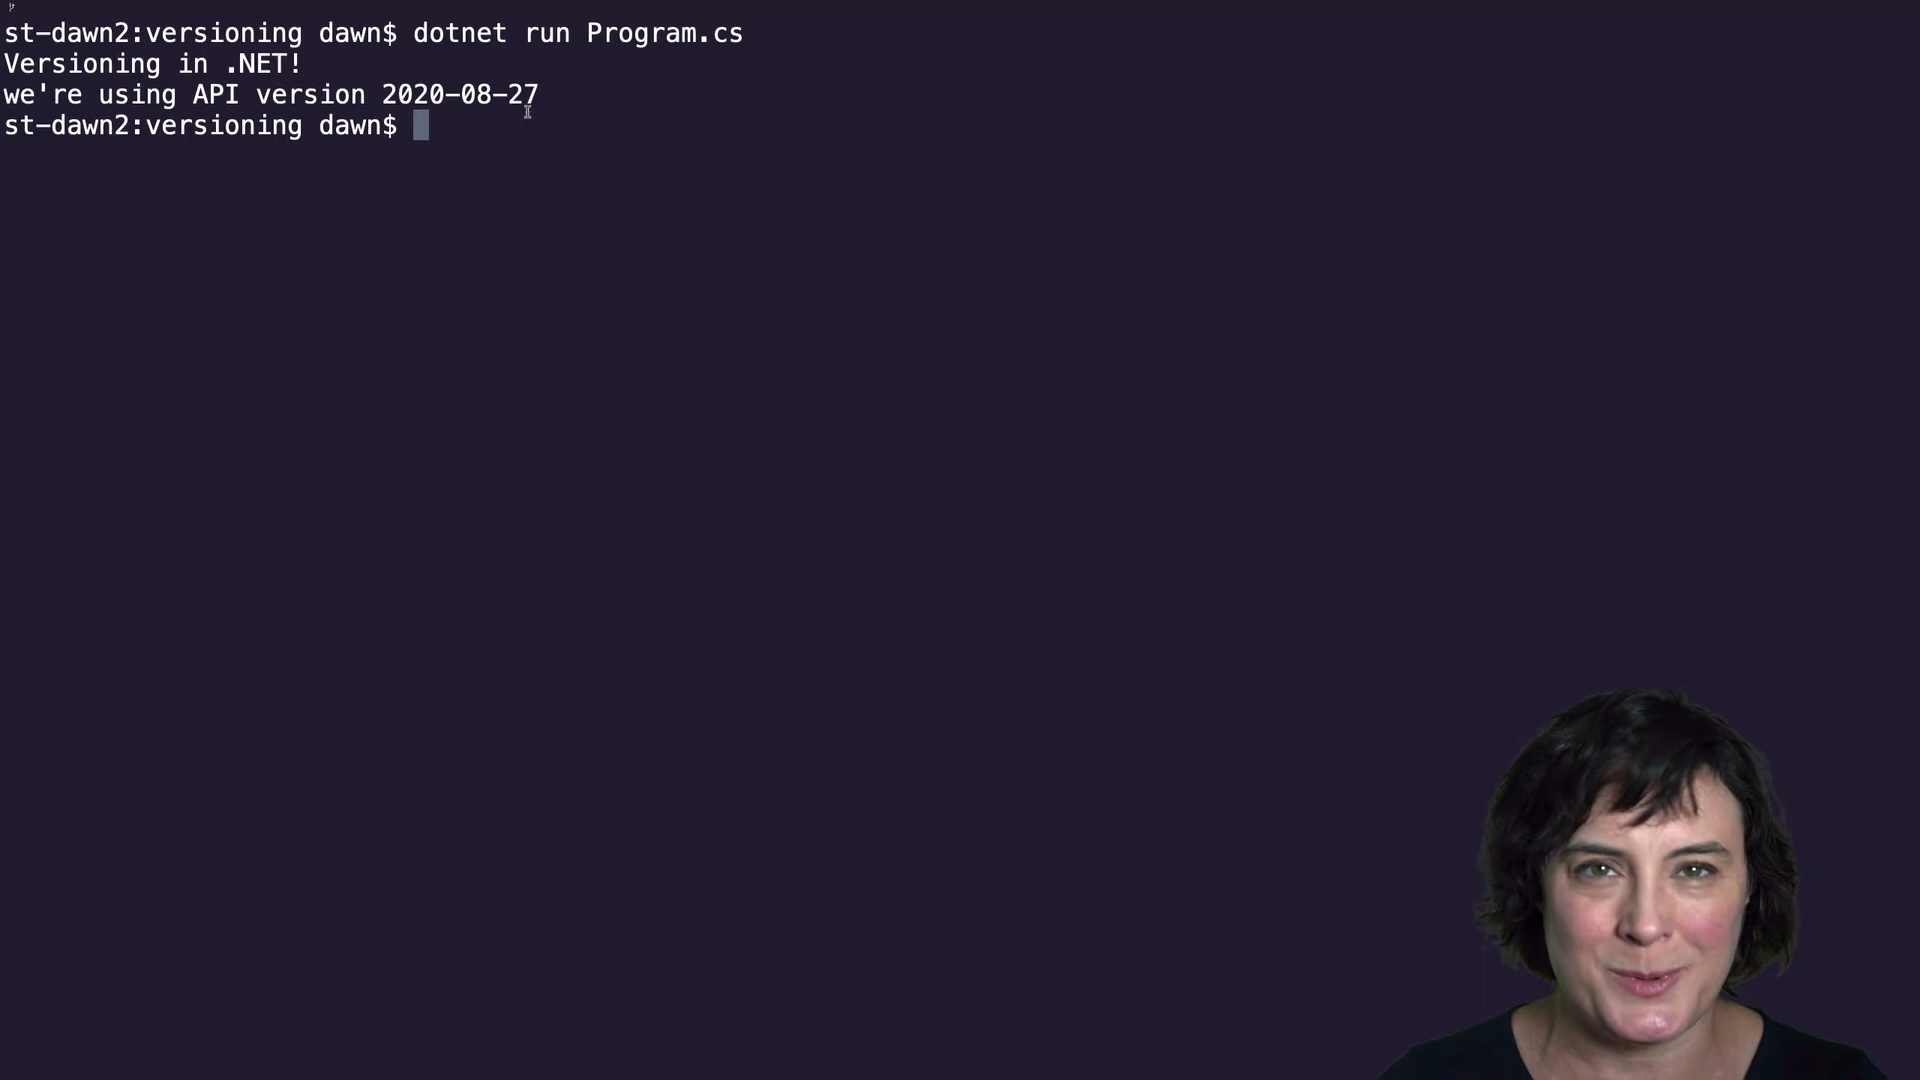 st-dawn2:versioning dawn$ dotnet run Program.cs
Versioning in .NET!
we're using API version 2020-08-27
st-dawn2:versioning dawn$